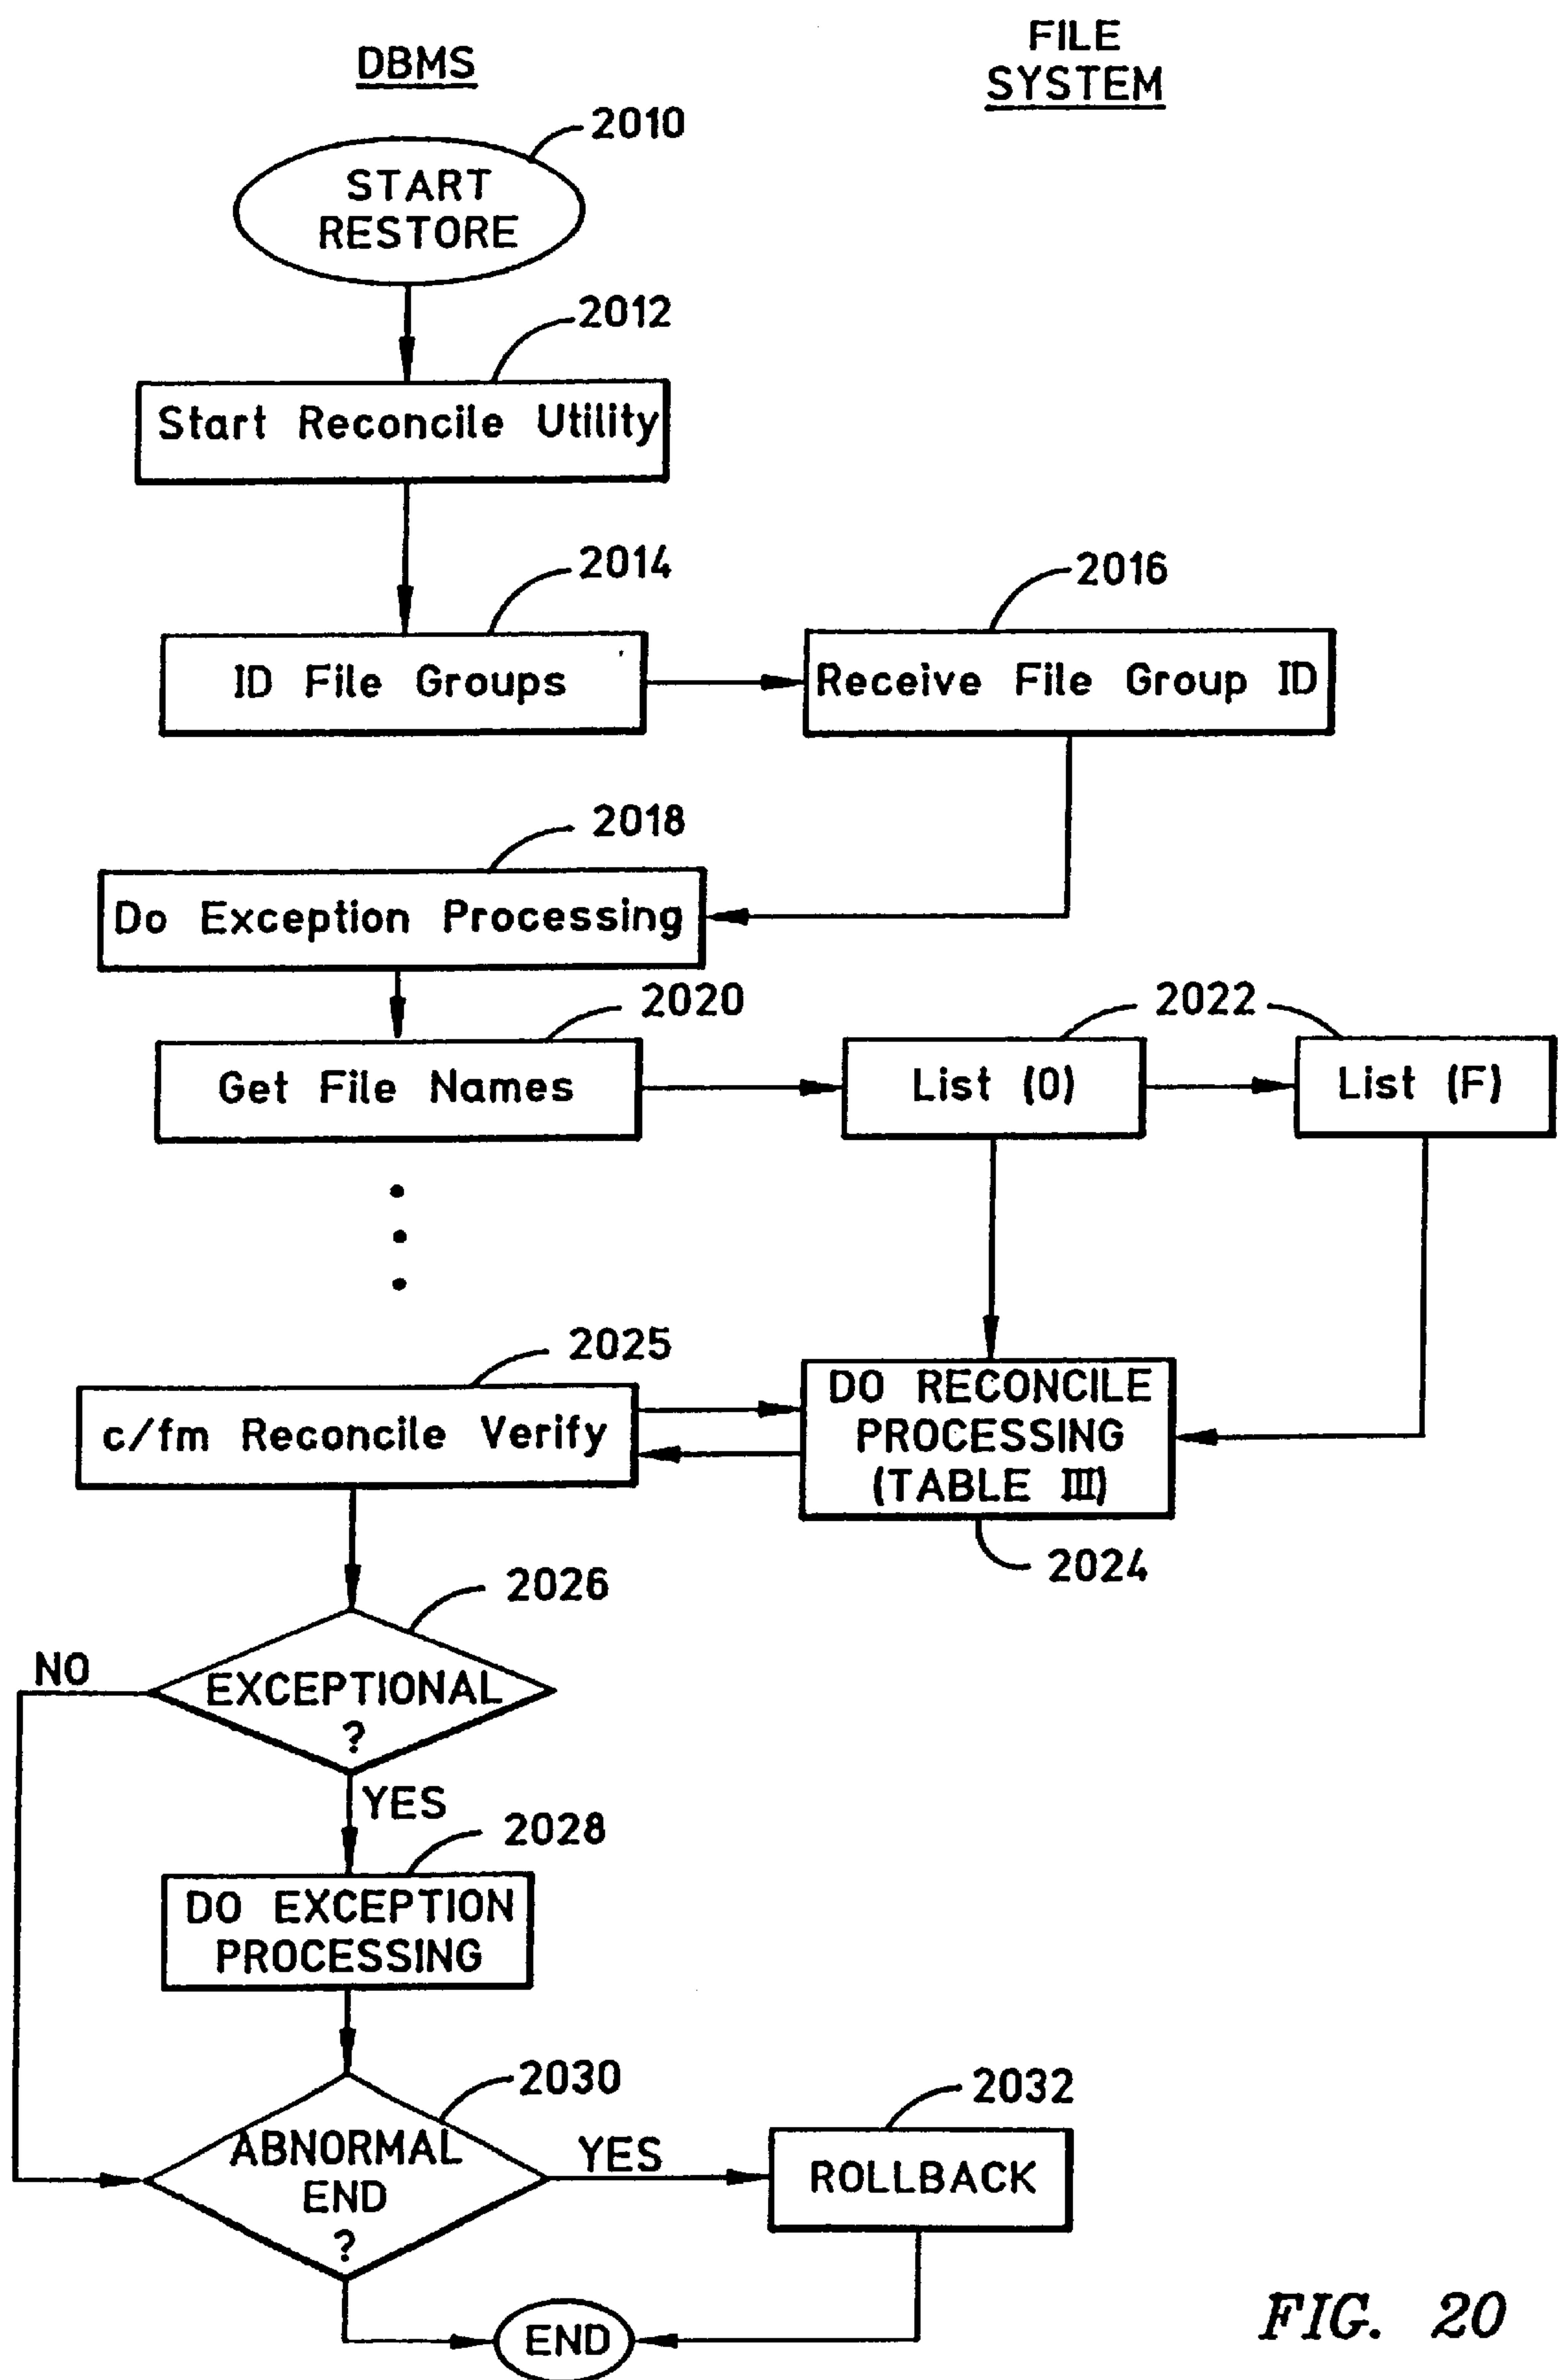 DBMS
FILE
SYSTEM
2010
START
RESTORE
2012
Start Reconcile Utility
2014
ID File Groups
2016
Receive File Group ID
2018
Do Exception Processing
2020
Get File Names
2022
List (0)
List (F)
2025
c/fm Reconcile Verify
DO RECONCILE
PROCESSING
(TABLE III)
2024
2026
NO
EXCEPTIONAL
?
YES
2028
DO EXCEPTION
PROCESSING
2030
ABNORMAL
END
?
YES
2032
ROLLBACK
END
FIG. 20